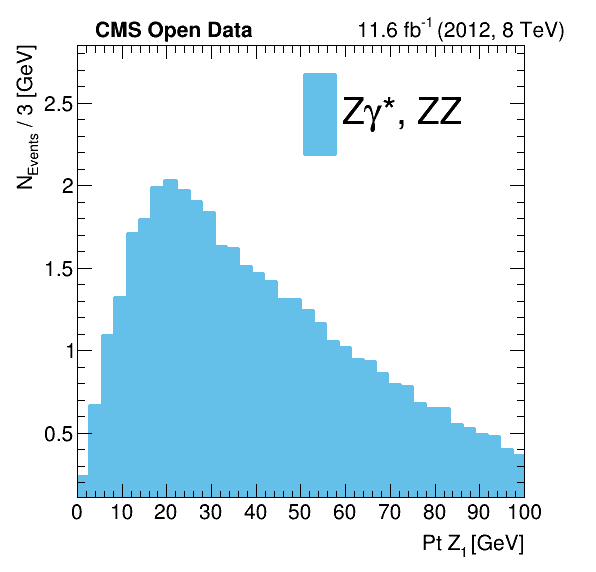 CMS Open Data 11.6 fb⁻¹ (2012, 8 TeV)
N_Events / 3 [GeV]
Zγ*, ZZ
2.5
2
1.5
1
0.5
0 10 20 30 40 50 60 70 80 90 100
Pt Z₁ [GeV]